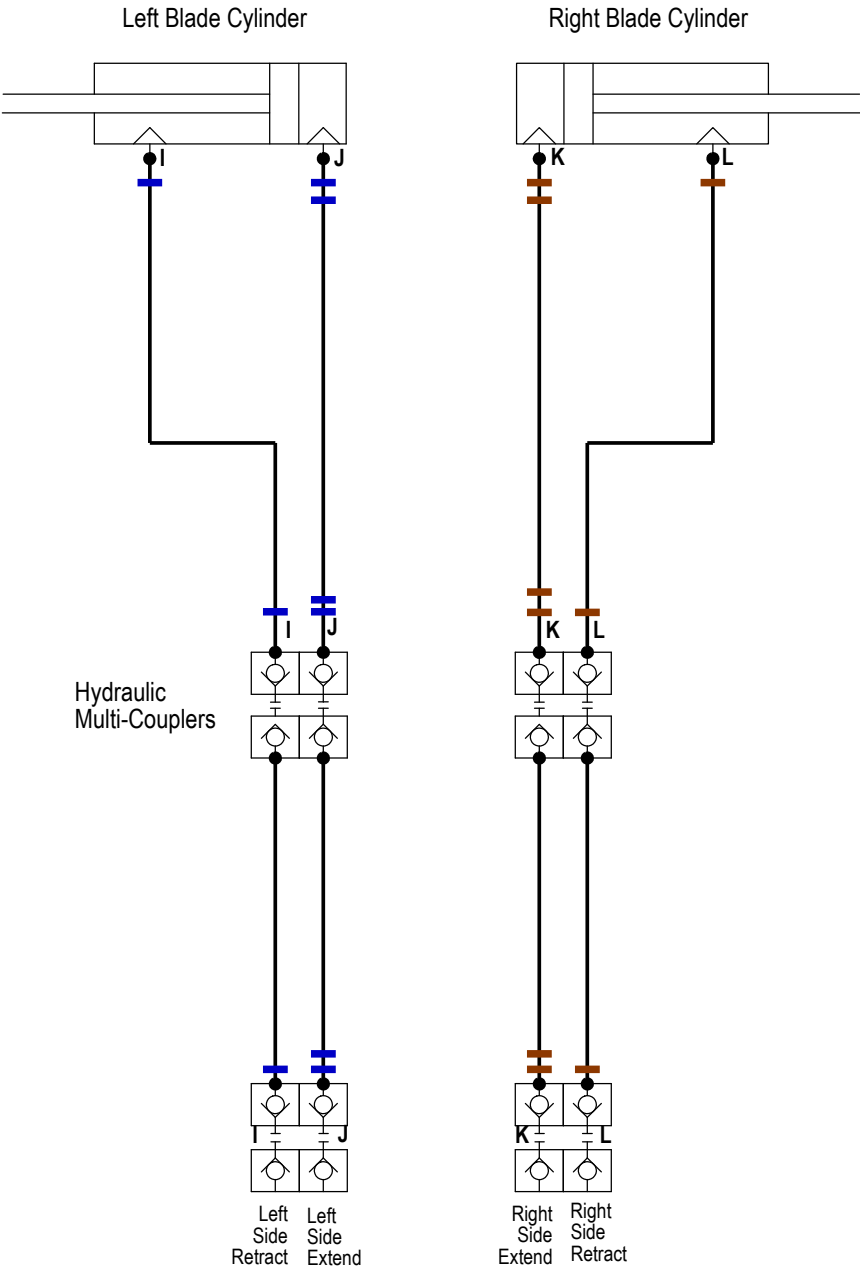 Left Blade Cylinder
Right Blade Cylinder
I
J
K
L
I
J
K
L
Hydraulic
Multi-Couplers
I
J
K
L
Left
Side
Retract
Left
Side
Extend
Right
Side
Extend
Right
Side
Retract